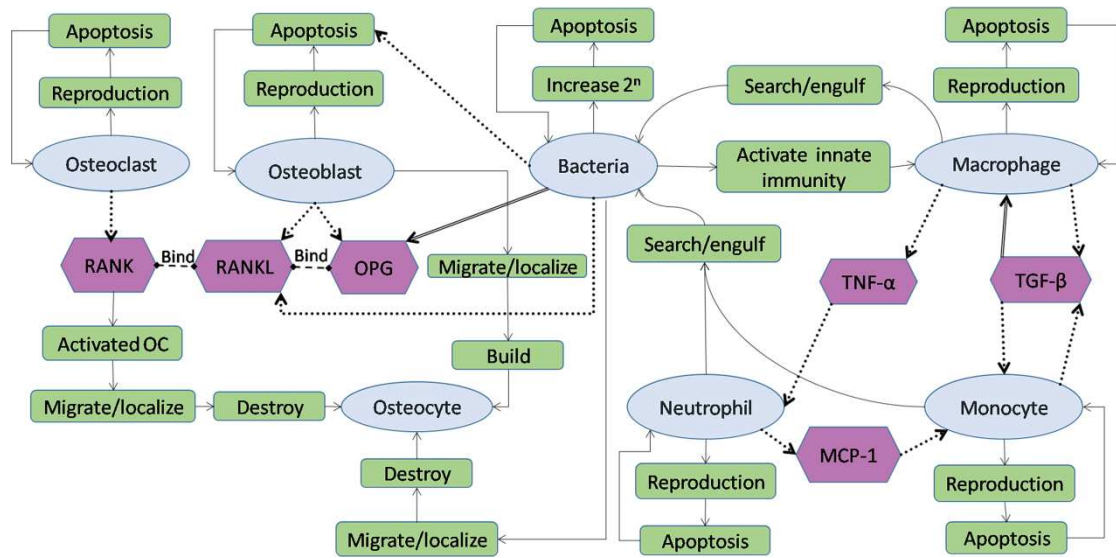 Apoptosis
Apoptosis
Apoptosis
Apoptosis
Reproduction
Reproduction
Increase 2ⁿ
Search/engulf
Reproduction
Osteoclast
Osteoblast
Bacteria
Activate innate
immunity
Macrophage
RANK
Bind
RANKL
Bind
OPG
Migrate/localize
Search/engulf
TNF-α
TGF-β
Activated OC
Build
Migrate/localize
Destroy
Osteocyte
Neutrophil
Monocyte
MCP-1
Destroy
Reproduction
Reproduction
Migrate/localize
Apoptosis
Apoptosis